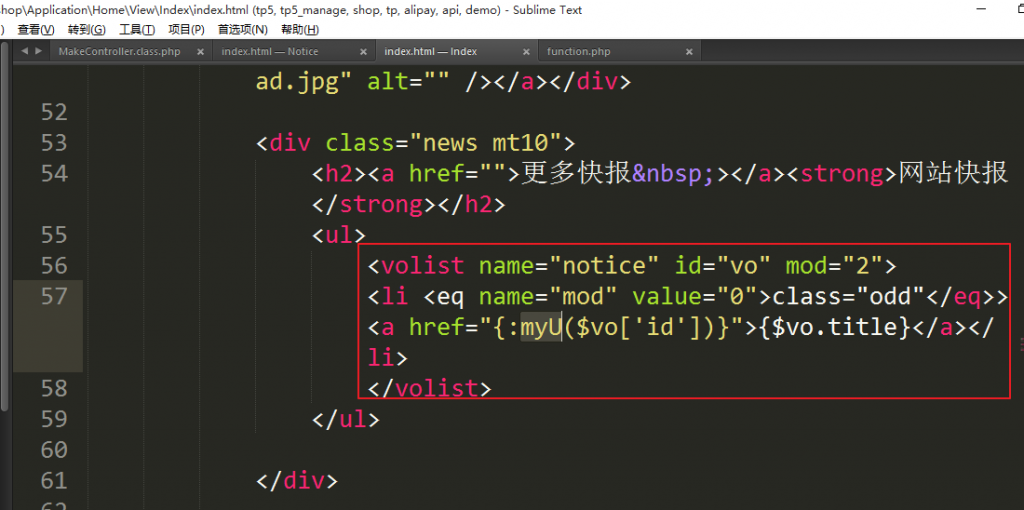 shop\Application\Home\View\Index\index.html (tp5, tp5_manage, shop, tp, alipay, api, demo) - Sublime Text
) 查看(V) 跳转(G) 工具(T) 项目(P) 首选项(N) 帮助(H)
MakeController.class.php × index.html — Notice × index.html — Index × function.php ×
ad.jpg" alt="" /></a></div>
52
53 <div class="news mt10">
54 <h2><a href="">更多快报&nbsp;></a><strong>网站快报
</strong></h2>
55 <ul>
56 <volist name="notice" id="vo" mod="2">
57 <li <eq name="mod" value="0">class="odd"</eq>>
<a href="{:myU($vo['id'])}">{$vo.title}</a></
li>
58 </volist>
59 </ul>
60
61 </div>